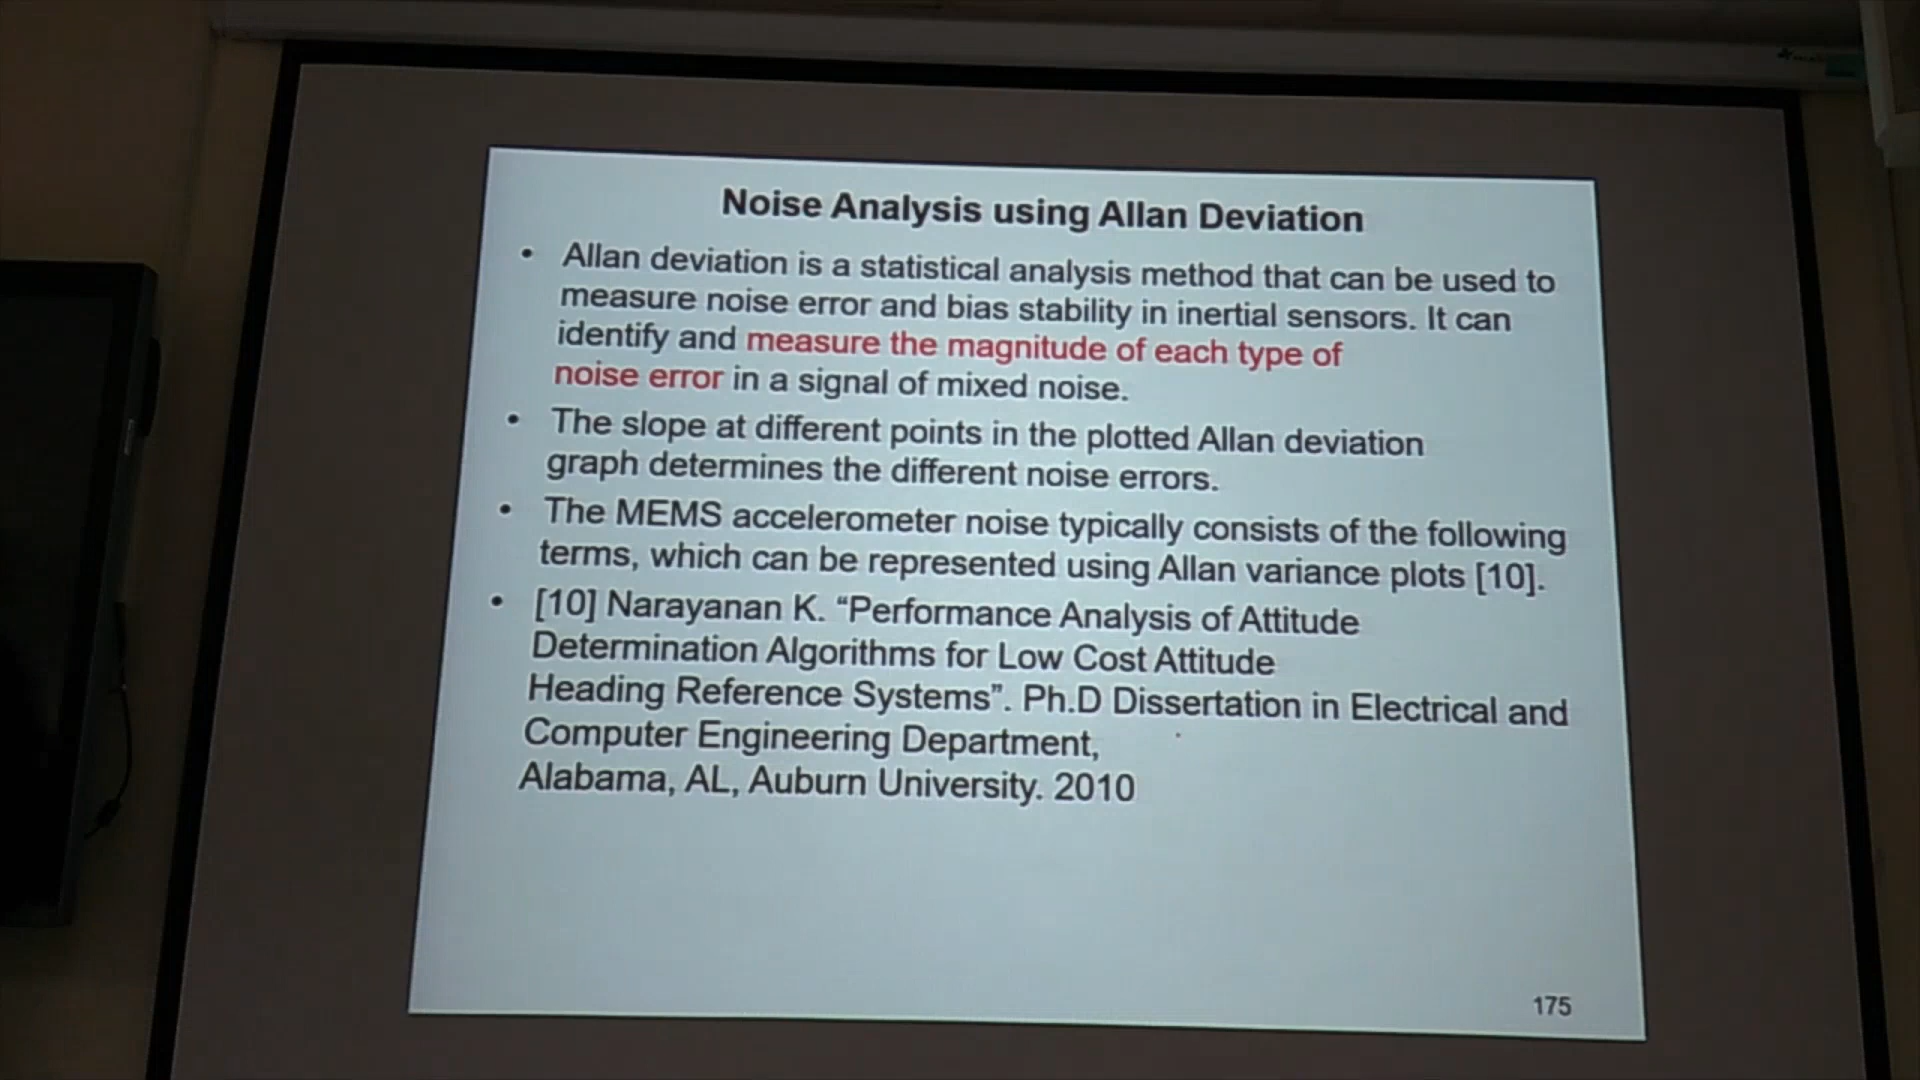 Noise Analysis using Allan Deviation
• Allan deviation is a statistical analysis method that can be used to
measure noise error and bias stability in inertial sensors. It can
identify and measure the magnitude of each type of
noise error in a signal of mixed noise.
• The slope at different points in the plotted Allan deviation
graph determines the different noise errors.
• The MEMS accelerometer noise typically consists of the following
terms, which can be represented using Allan variance plots [10].
• [10] Narayanan K. “Performance Analysis of Attitude
Determination Algorithms for Low Cost Attitude
Heading Reference Systems”. Ph.D Dissertation in Electrical and
Computer Engineering Department,
Alabama, AL, Auburn University. 2010
175